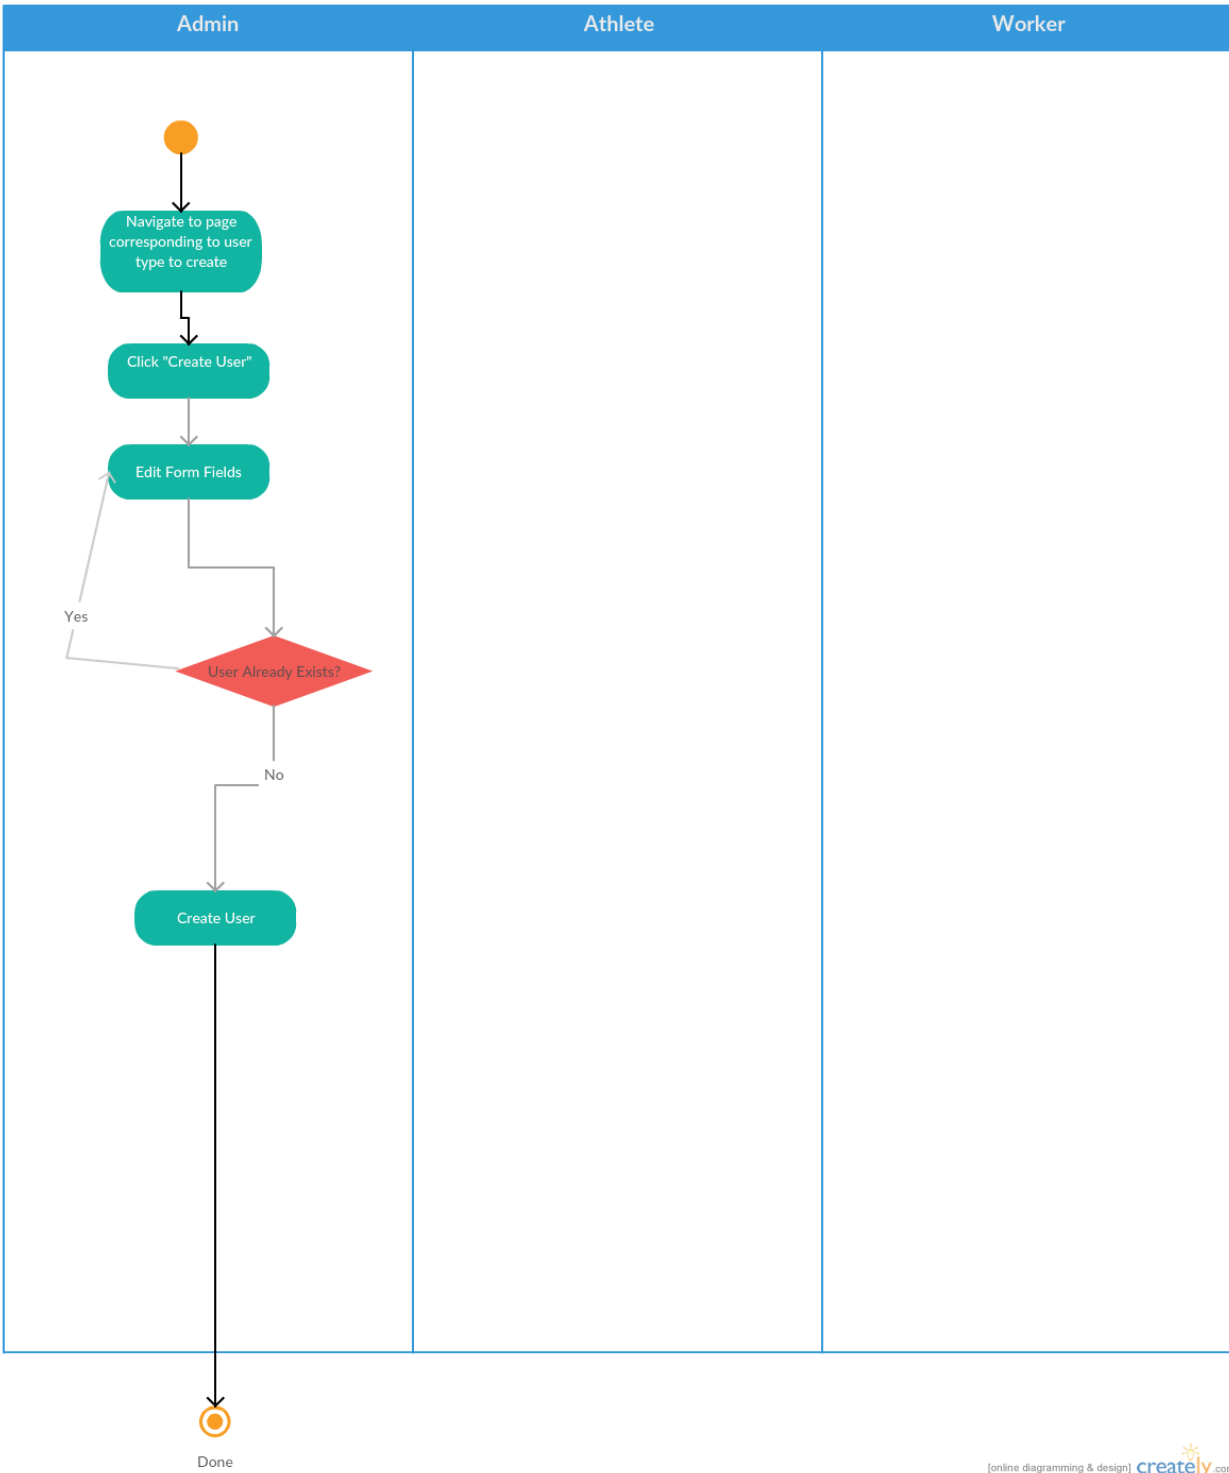 Admin
Athlete
Worker
Navigate to page
corresponding to user
type to create
Click "Create User"
Edit Form Fields
Yes
User Already Exists?
No
Create User
Done
[online diagramming & design] creately.com